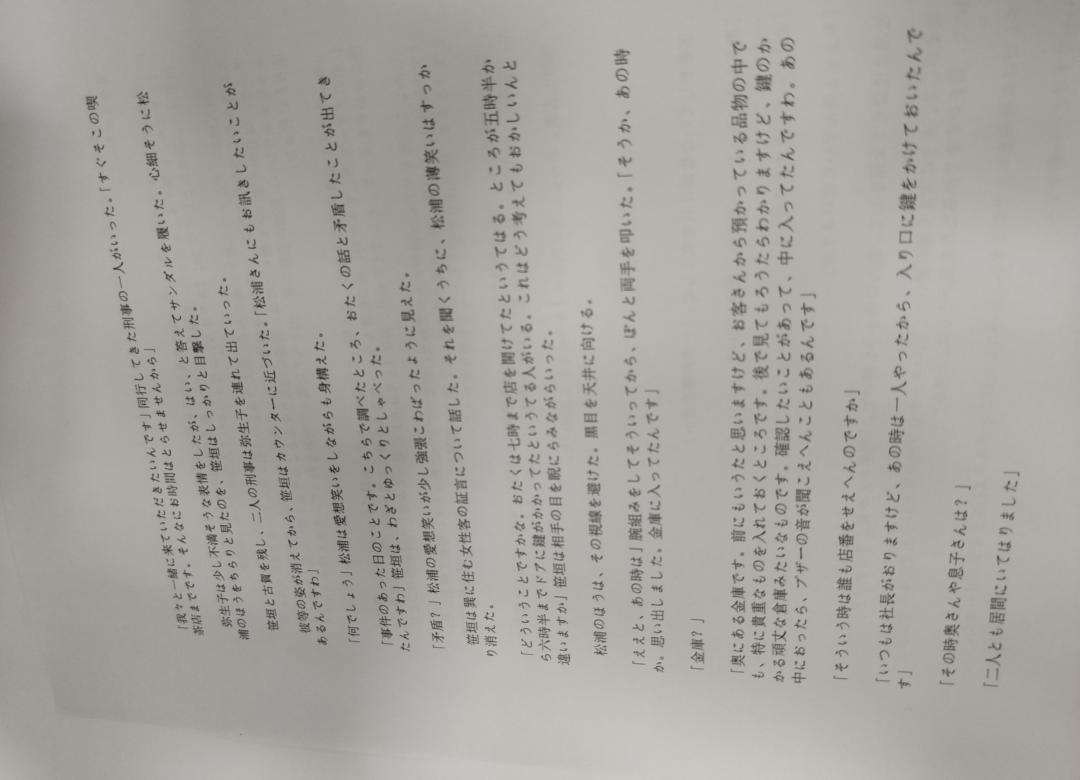 「我々と一緒に来ていただきたいんです」同行してきた刑事の一人がいった。「すぐそこの喫
茶店までです。そんなにお時間はとらせませんから」
弥生子は少し不満そうな表情をしたが、はい、と答えてサンダルを履いた。心細そうに松
浦のほうをちらりと見たのを、笹垣はしっかりと目撃した。
笹垣と古賀を残し、二人の刑事は弥生子を連れて出ていった。
彼等の姿が消えてから、笹垣はカウンターに近づいた。「松浦さんにもお訊きしたいことが
あるんですわ」
「何でしょう」松浦は愛想笑いをしながらも身構えた。
「事件のあった日のことです。こちらで調べたところ、おたくの話と矛盾したことが出てき
たんですわ」笹垣は、わざとゆっくりとしゃべった。
「矛盾？」松浦の愛想笑いが少し強張こわばったように見えた。
笹垣は異に住む女性客の証言について話した。それを聞くうちに、松浦の薄笑いはすっか
り消えた。
「どういうことですかな。おたくは七時まで店を開けてたというてはる。ところが五時半か
ら六時半までドアに鍵がかかってたというてる人がいる。これはどう考えてもおかしいんと
違いますか」笹垣は相手の目を睨にらみながらいった。
松浦のほうは、その視線を避けた。黒目を天井に向ける。
「ええと、あの時は」腕組みをしてそういってから、ぽんと両手を叩いた。「そうか、あの時
か。思い出しました。金庫に入ってたんです」
「金庫？」
「奥にある金庫です。前にもいうたと思いますけど、お客さんから預かっている品物の中で
も、特に貴重なものを入れておくところです。後で見てもろうたらわかりますけど、鍵のか
かる頑丈な倉庫みたいなものです。確認したいことがあって、中に入ってたんですわ。あの
中におったら、ブザーの音が聞こえへんこともあるんです」
「そういう時は誰も店番をせえへんのですか」
「いつもは社長がおりますけど、あの時は一人やったから、入り口に鍵をかけておいたんで
す」
「その時奥さんや息子さんは？」
「二人とも居間にいてはりました」